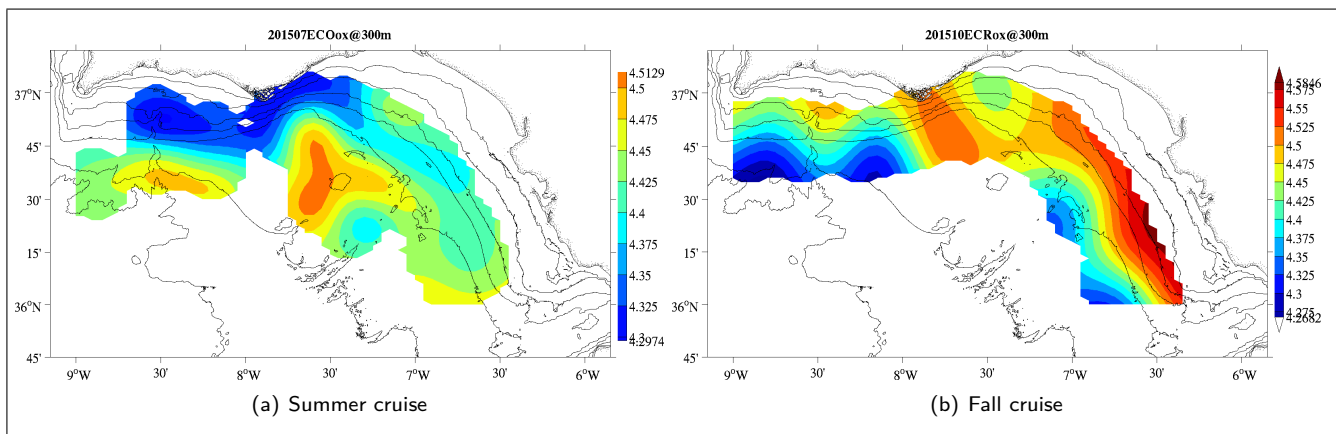 201507ECOox@300m
37°N
45'
30'
15'
36°N
45'
9°W
30'
8°W
30'
7°W
30'
6°W
4.5129
4.5
4.475
4.45
4.425
4.4
4.375
4.35
4.325
4.3
4.2974
(a) Summer cruise
201510ECRox@300m
37°N
45'
30'
15'
36°N
45'
9°W
30'
8°W
30'
7°W
30'
6°W
4.5846
4.575
4.55
4.525
4.5
4.475
4.45
4.425
4.4
4.375
4.35
4.325
4.3
4.275
4.2682
(b) Fall cruise